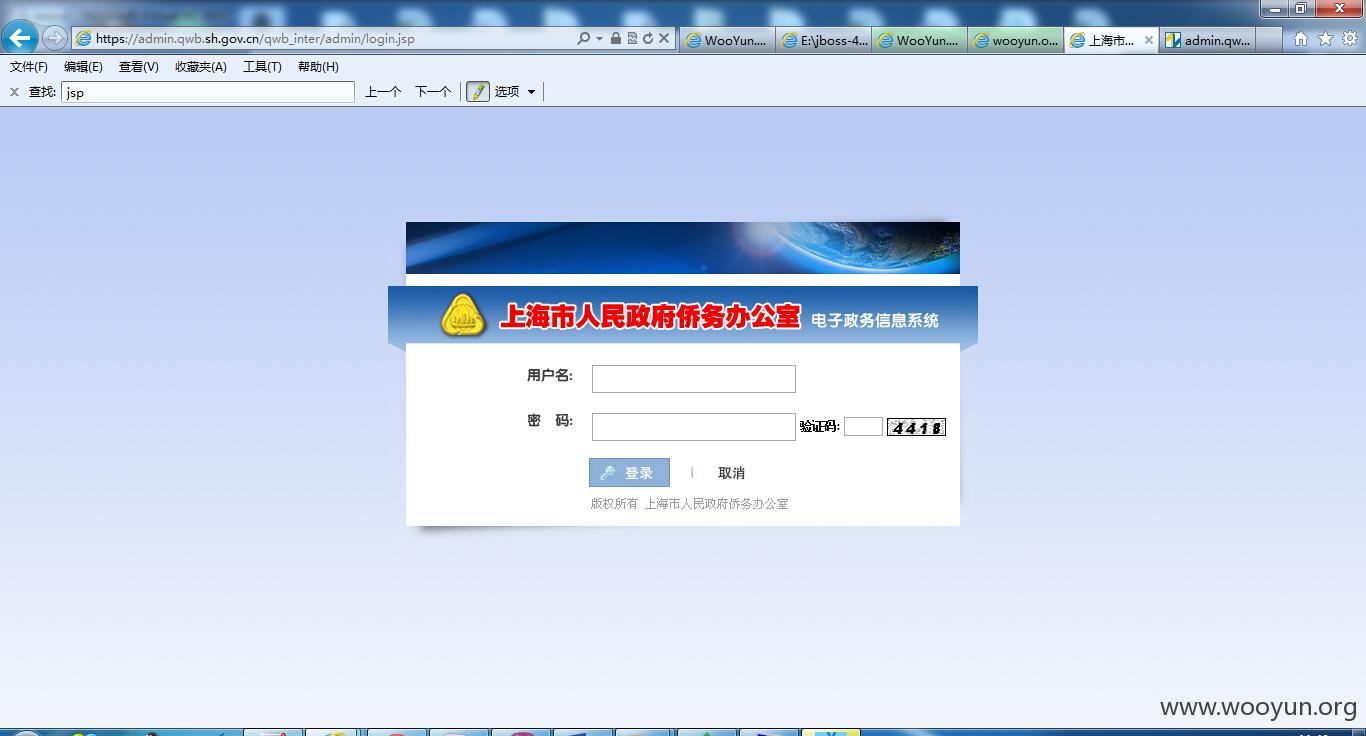 https://admin.qwb.sh.gov.cn/qwb_inter/admin/login.jsp
WooYun....
E:\jboss-4...
WooYun....
wooyun.o...
上海市...
admin.qw...
文件(F) 编辑(E) 查看(V) 收藏夹(A) 工具(T) 帮助(H)
查找: jsp 上一个 下一个 选项
上海市人民政府侨务办公室 电子政务信息系统
用户名:
密 码: 验证码: 4418
登录 | 取消
版权所有 上海市人民政府侨务办公室
www.wooyun.org